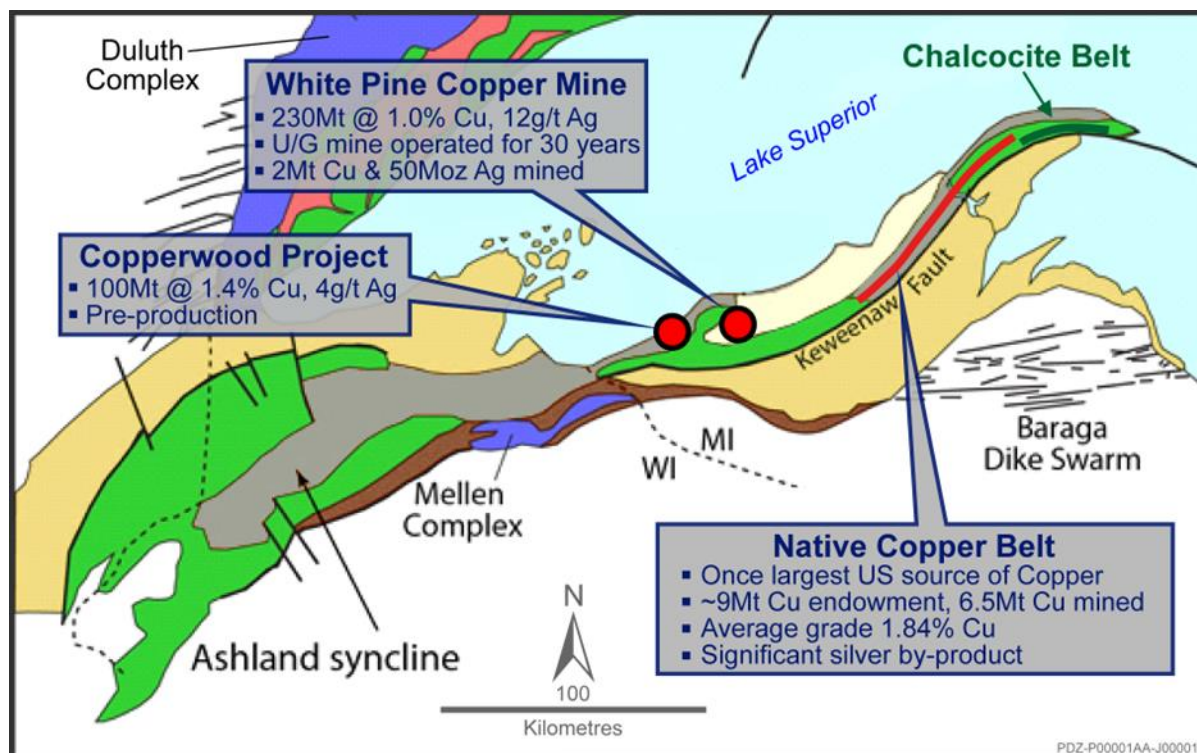 Duluth
Complex
White Pine Copper Mine
▪ 230Mt @ 1.0% Cu, 12g/t Ag
▪ U/G mine operated for 30 years
▪ 2Mt Cu & 50Moz Ag mined
Chalcocite Belt
Lake Superior
Copperwood Project
▪ 100Mt @ 1.4% Cu, 4g/t Ag
▪ Pre-production
Keweenaw Fault
MI
WI
Baraga
Dike Swarm
Mellen
Complex
Native Copper Belt
▪ Once largest US source of Copper
▪ ~9Mt Cu endowment, 6.5Mt Cu mined
▪ Average grade 1.84% Cu
▪ Significant silver by-product
Ashland syncline
N
100
Kilometres
PDZ-P00001AA-J00001